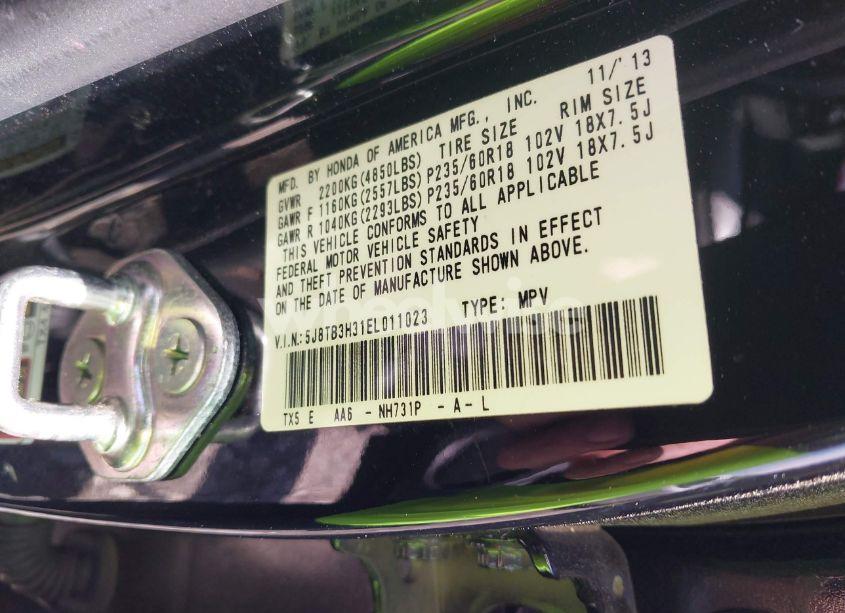 MFD. BY HONDA OF AMERICA MFG., INC. 11/'13
GVWR 2200KG(4850LBS) TIRE SIZE RIM SIZE
GAWR F 1160KG(2557LBS) P235/60R18 102V 18X7.5J
GAWR R 1040KG(2293LBS) P235/60R18 102V 18X7.5J
THIS VEHICLE CONFORMS TO ALL APPLICABLE
FEDERAL MOTOR VEHICLE SAFETY
AND THEFT PREVENTION STANDARDS IN EFFECT
ON THE DATE OF MANUFACTURE SHOWN ABOVE.
V.I.N:5J8TB3H31EL011023 TYPE: MPV
TX5 E AA6 - NH731P - A - L